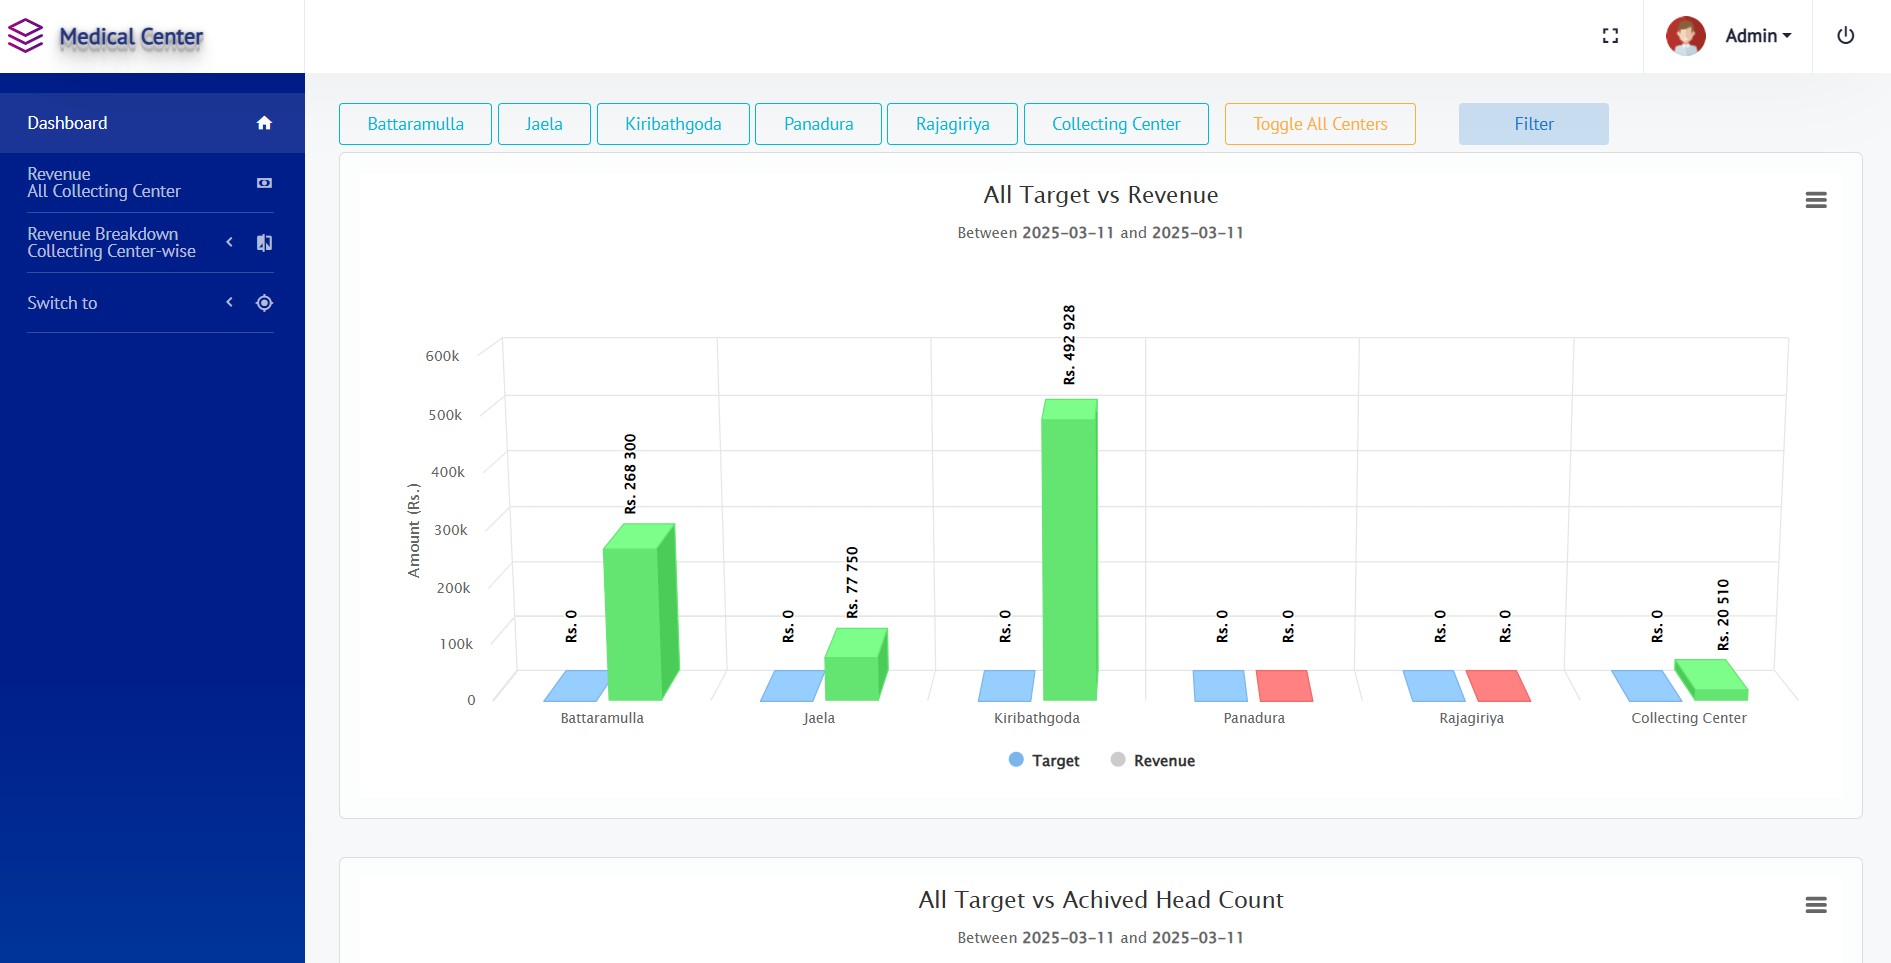 Medical Center
Admin
Dashboard
Revenue
All Collecting Center
Revenue Breakdown
Collecting Center-wise
Switch to
Battaramulla
Jaela
Kiribathgoda
Panadura
Rajagiriya
Collecting Center
Toggle All Centers
Filter
All Target vs Revenue
Between 2025-03-11 and 2025-03-11
Amount (Rs.)
600k
500k
400k
300k
200k
100k
0
Rs. 0
Rs. 268 300
Rs. 0
Rs. 77 750
Rs. 0
Rs. 492 928
Rs. 0
Rs. 0
Rs. 0
Rs. 0
Rs. 0
Rs. 20 510
Battaramulla
Jaela
Kiribathgoda
Panadura
Rajagiriya
Collecting Center
Target
Revenue
All Target vs Achived Head Count
Between 2025-03-11 and 2025-03-11